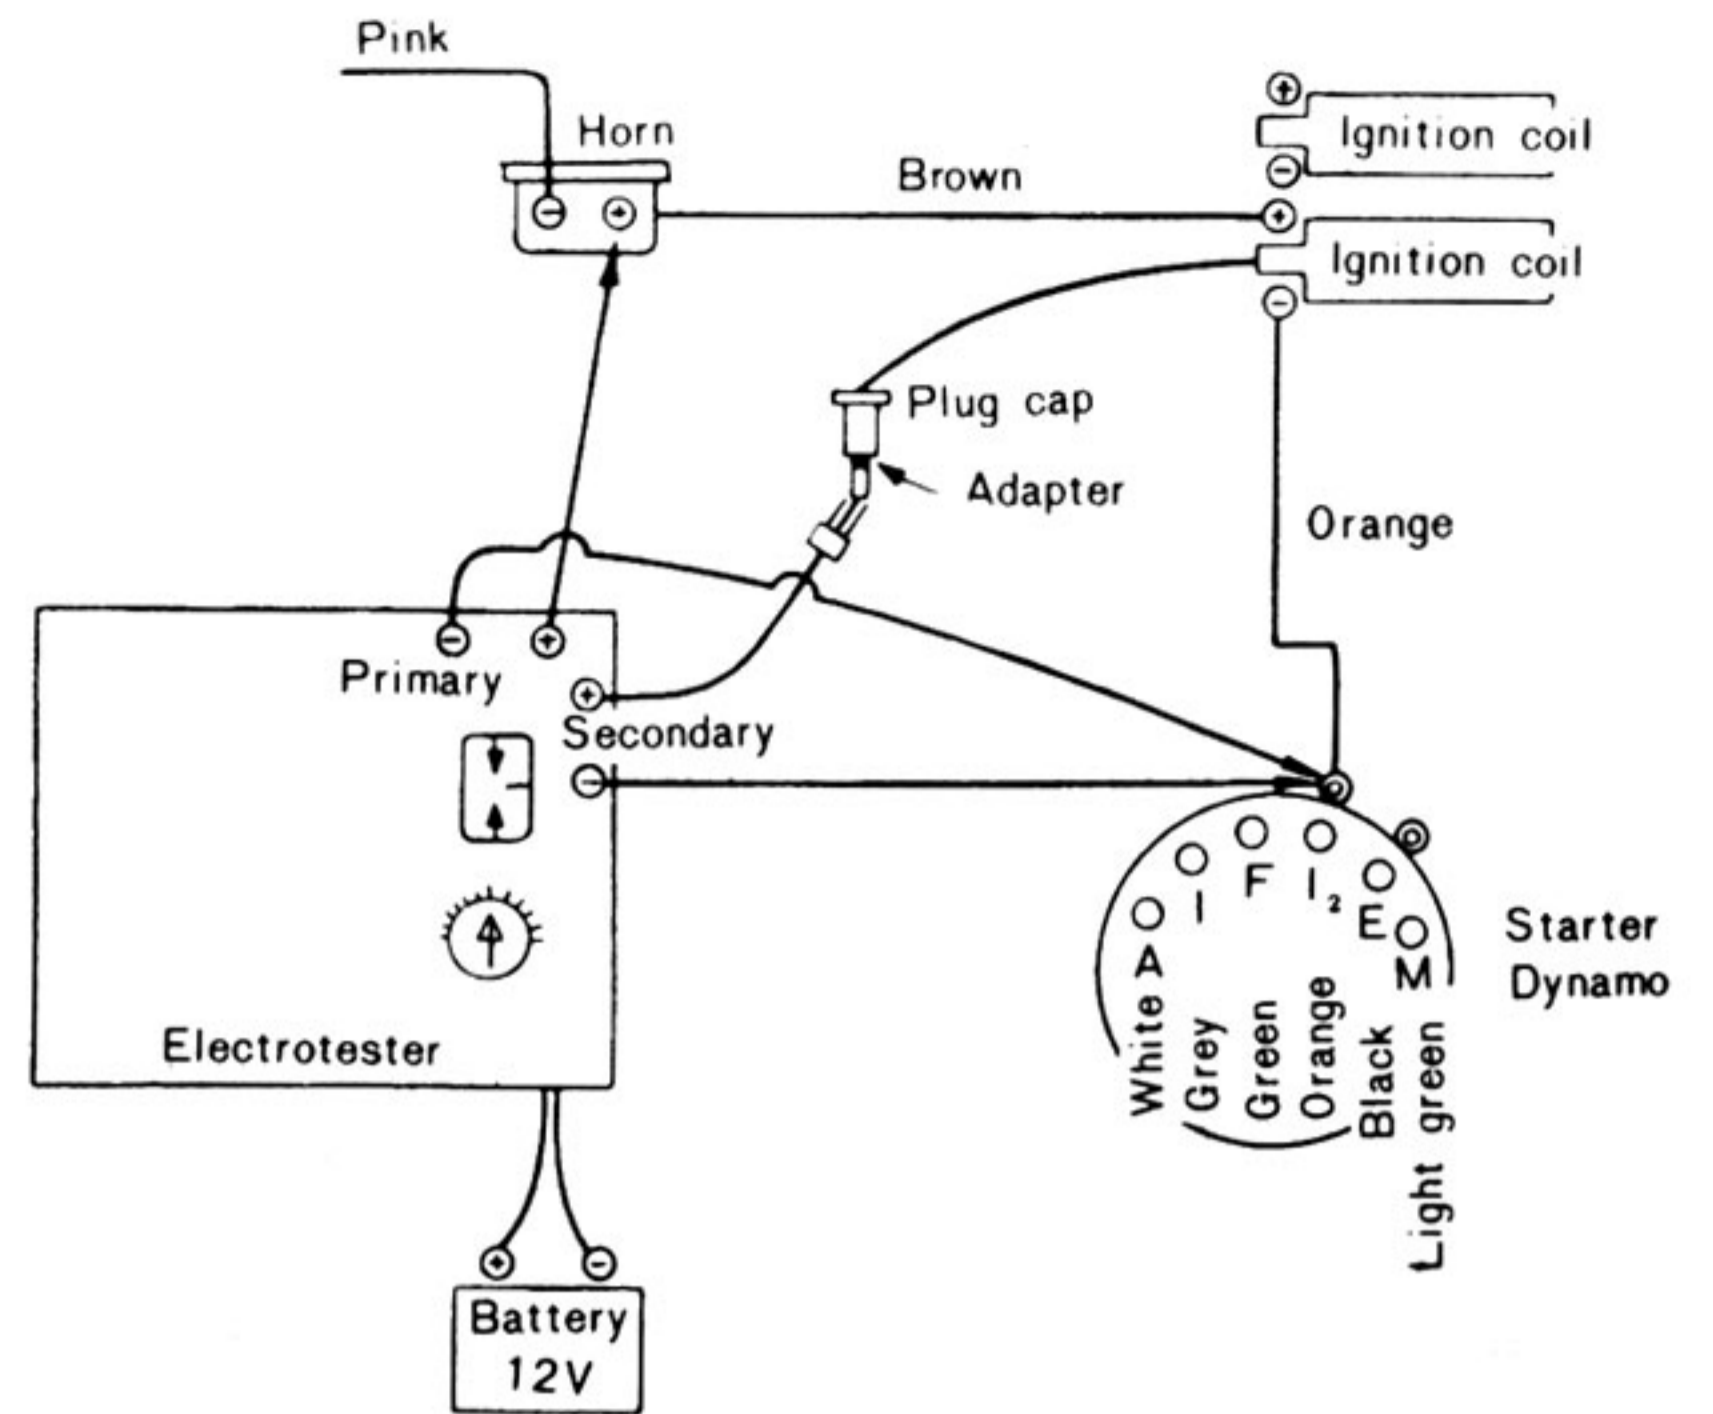 Pink
Horn
Brown
Ignition coil
Ignition coil
Plug cap
Adapter
Orange
Primary
Secondary
Electrotester
Battery
12V
A
I
F
I₂
E
M
White
Grey
Green
Orange
Black
Light green
Starter
Dynamo